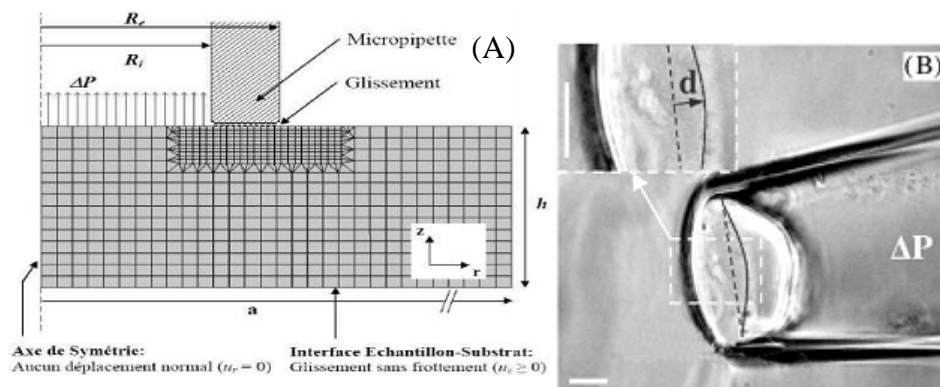 Rₑ
Rᵢ
ΔP
Micropipette
Glissement
(A)
h
z
r
a
Axe de Symétrie:
Aucun déplacement normal (uᵣ = 0)
Interface Echantillon-Substrat:
Glissement sans frottement (u_z ≥ 0)
(B)
d
ΔP